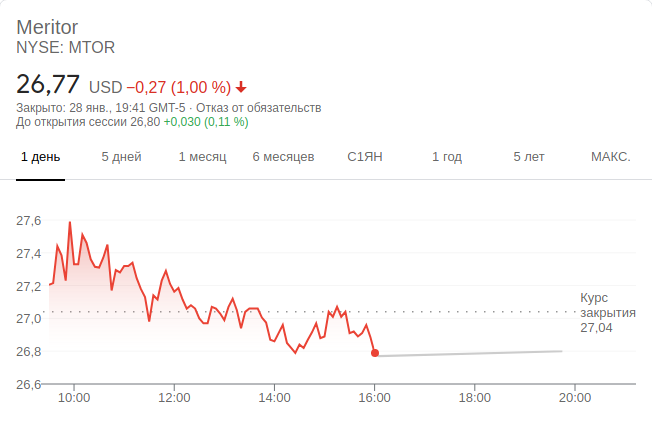 Meritor
NYSE: MTOR
26,77 USD −0,27 (1,00 %)
Закрыто: 28 янв., 19:41 GMT-5 · Отказ от обязательств
До открытия сессии 26,80 +0,030 (0,11 %)
1 день 5 дней 1 месяц 6 месяцев С1ЯН 1 год 5 лет МАКС.
27,6
27,4
27,2
27,0
26,8
26,6
Курс
закрытия
27,04
10:00 12:00 14:00 16:00 18:00 20:00